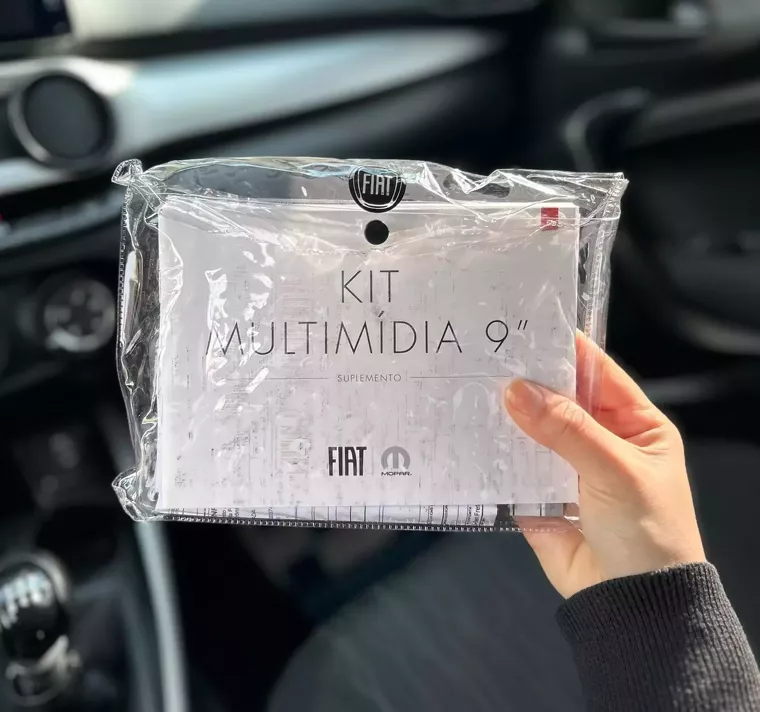 FIAT
KIT
MULTIMÍDIA 9”
SUPLEMENTO
FIAT
MOPAR.